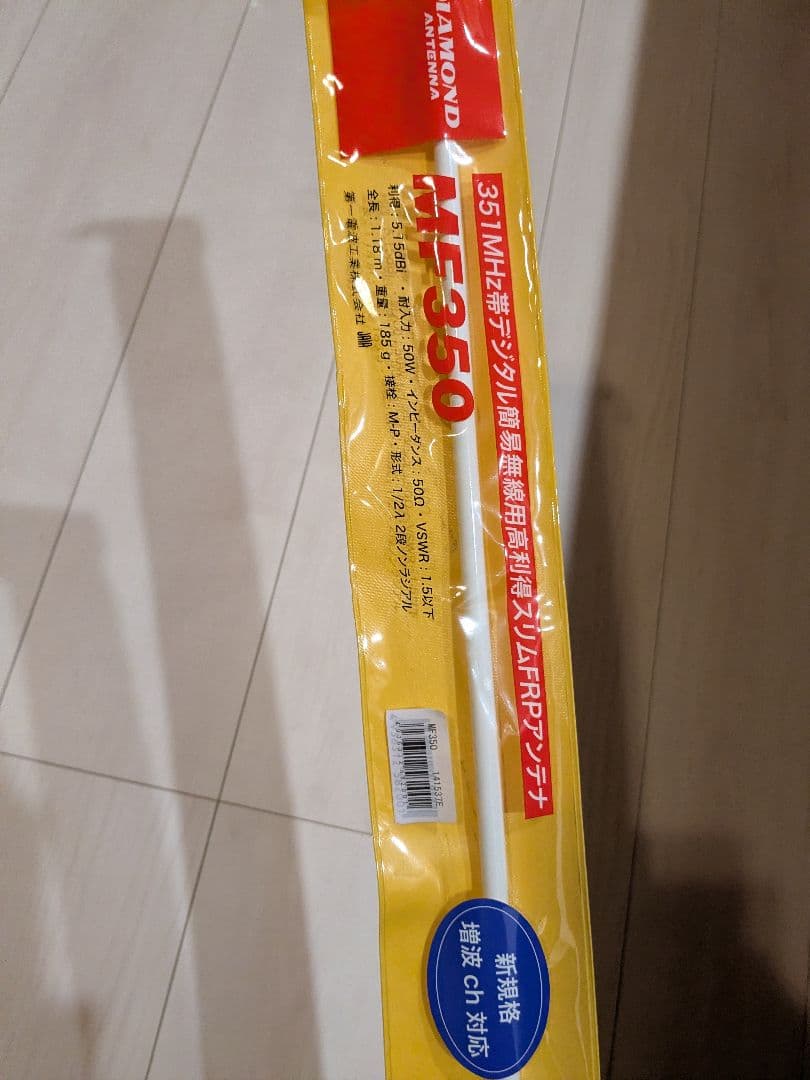 DIAMOND
ANTENNA
351MHz帯デジタル簡易無線用高利得スリムFRPアンテナ
MF350
利得:5.15dBi ・耐入力:50W・インピーダンス:50Ω・VSWR:1.5以下
全長:1.18m・重量:185g・接栓:M-P・形式:1/2λ 2段ノンラジアル
第一電波工業株式会社
MF350 141537E
新規格
増波ch対応